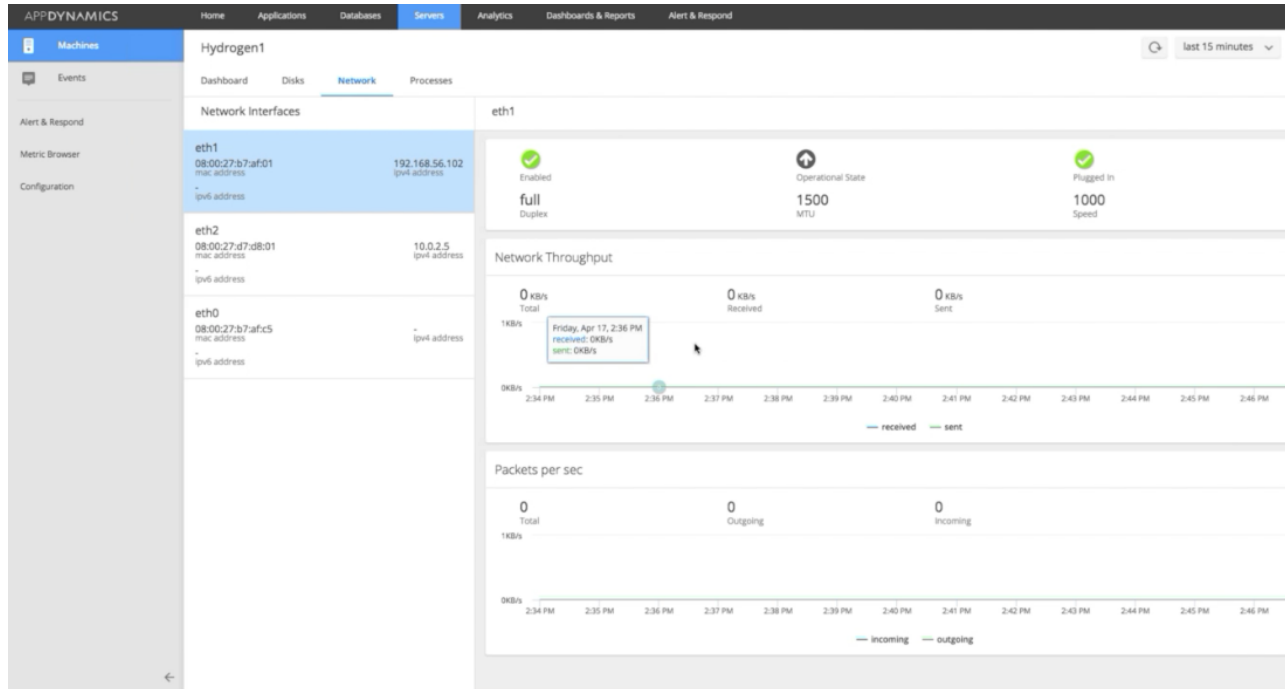 APPDYNAMICS
Home Applications Databases Servers Analytics Dashboards & Reports Alert & Respond
Machines
Events
Alert & Respond
Metric Browser
Configuration
Hydrogen1
last 15 minutes
Dashboard Disks Network Processes
Network Interfaces
eth1
08:00:27:b7:af:01 192.168.56.102
mac address ipv4 address
-
ipv6 address
eth2
08:00:27:d7:d8:01 10.0.2.5
mac address ipv4 address
-
ipv6 address
eth0
08:00:27:b7:af:c5 -
mac address ipv4 address
-
ipv6 address
eth1
Enabled Operational State Plugged In
full 1500 1000
Duplex MTU Speed
Network Throughput
0 KB/s 0 KB/s 0 KB/s
Total Received Sent
1KB/s
Friday, Apr 17, 2:36 PM
received: 0KB/s
sent: 0KB/s
0KB/s
2:34 PM 2:35 PM 2:36 PM 2:37 PM 2:38 PM 2:39 PM 2:40 PM 2:41 PM 2:42 PM 2:43 PM 2:44 PM 2:45 PM 2:46 PM
received sent
Packets per sec
0 0 0
Total Outgoing Incoming
1KB/s
0KB/s
2:34 PM 2:35 PM 2:36 PM 2:37 PM 2:38 PM 2:39 PM 2:40 PM 2:41 PM 2:42 PM 2:43 PM 2:44 PM 2:45 PM 2:46 PM
incoming outgoing